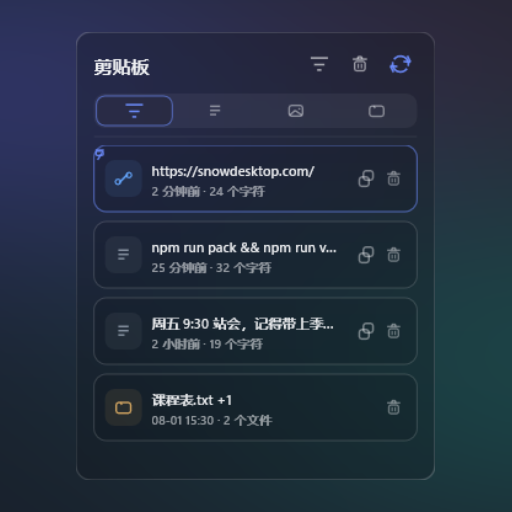 剪贴板
https://snowdesktop.com/
2 分钟前 · 24 个字符
npm run pack && npm run v...
25 分钟前 · 32 个字符
周五 9:30 站会，记得带上季...
2 小时前 · 19 个字符
课程表.txt +1
08-01 15:30 · 2 个文件